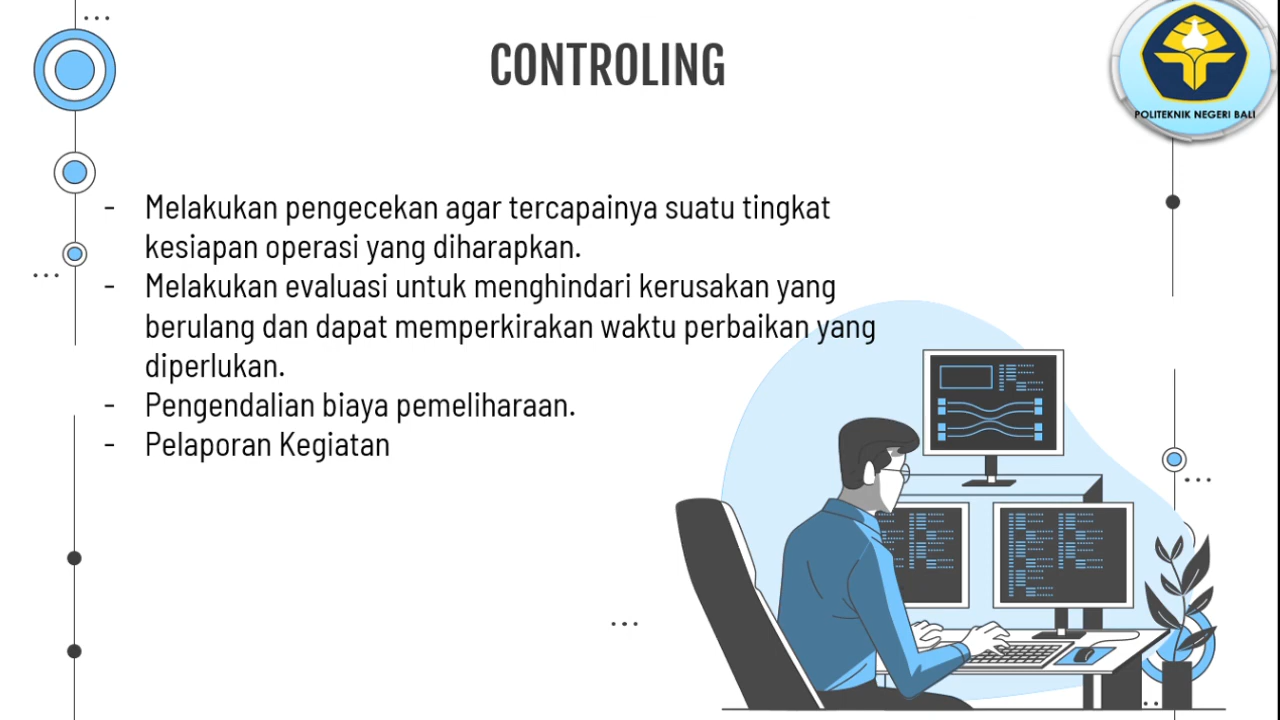 CONTROLING
POLITEKNIK NEGERI BALI
- Melakukan pengecekan agar tercapainya suatu tingkat
kesiapan operasi yang diharapkan.
- Melakukan evaluasi untuk menghindari kerusakan yang
berulang dan dapat memperkirakan waktu perbaikan yang
diperlukan.
- Pengendalian biaya pemeliharaan.
- Pelaporan Kegiatan